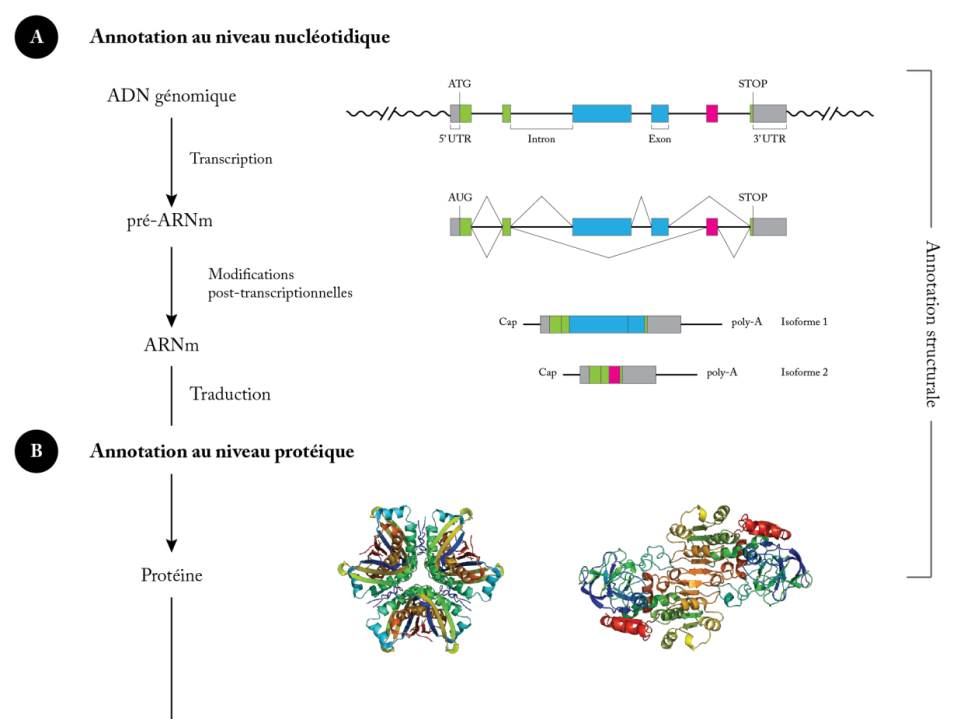 A
Annotation au niveau nucléotidique
ADN génomique
ATG
STOP
5'UTR
Intron
Exon
3'UTR
Transcription
pré-ARNm
AUG
STOP
Modifications
post-transcriptionnelles
ARNm
Cap
poly-A
Isoforme 1
Cap
poly-A
Isoforme 2
Traduction
Annotation structurale
B
Annotation au niveau protéique
Protéine